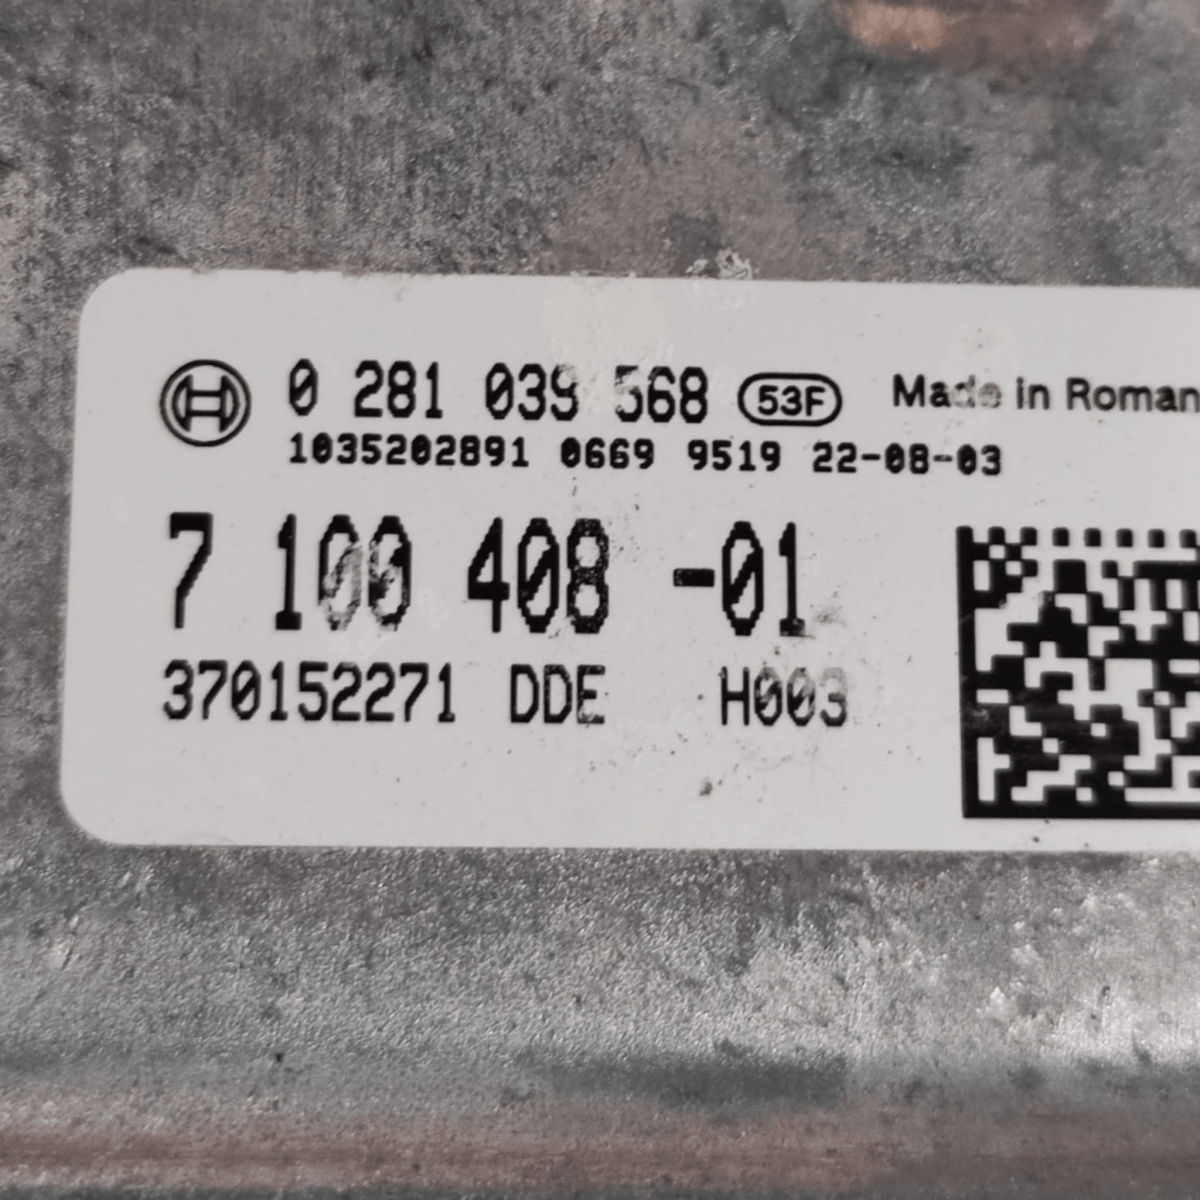 0 281 039 568 53F Made in Roman
1035202891 0669 9519 22-08-03
7 100 408 -01
370152271 DDE H003